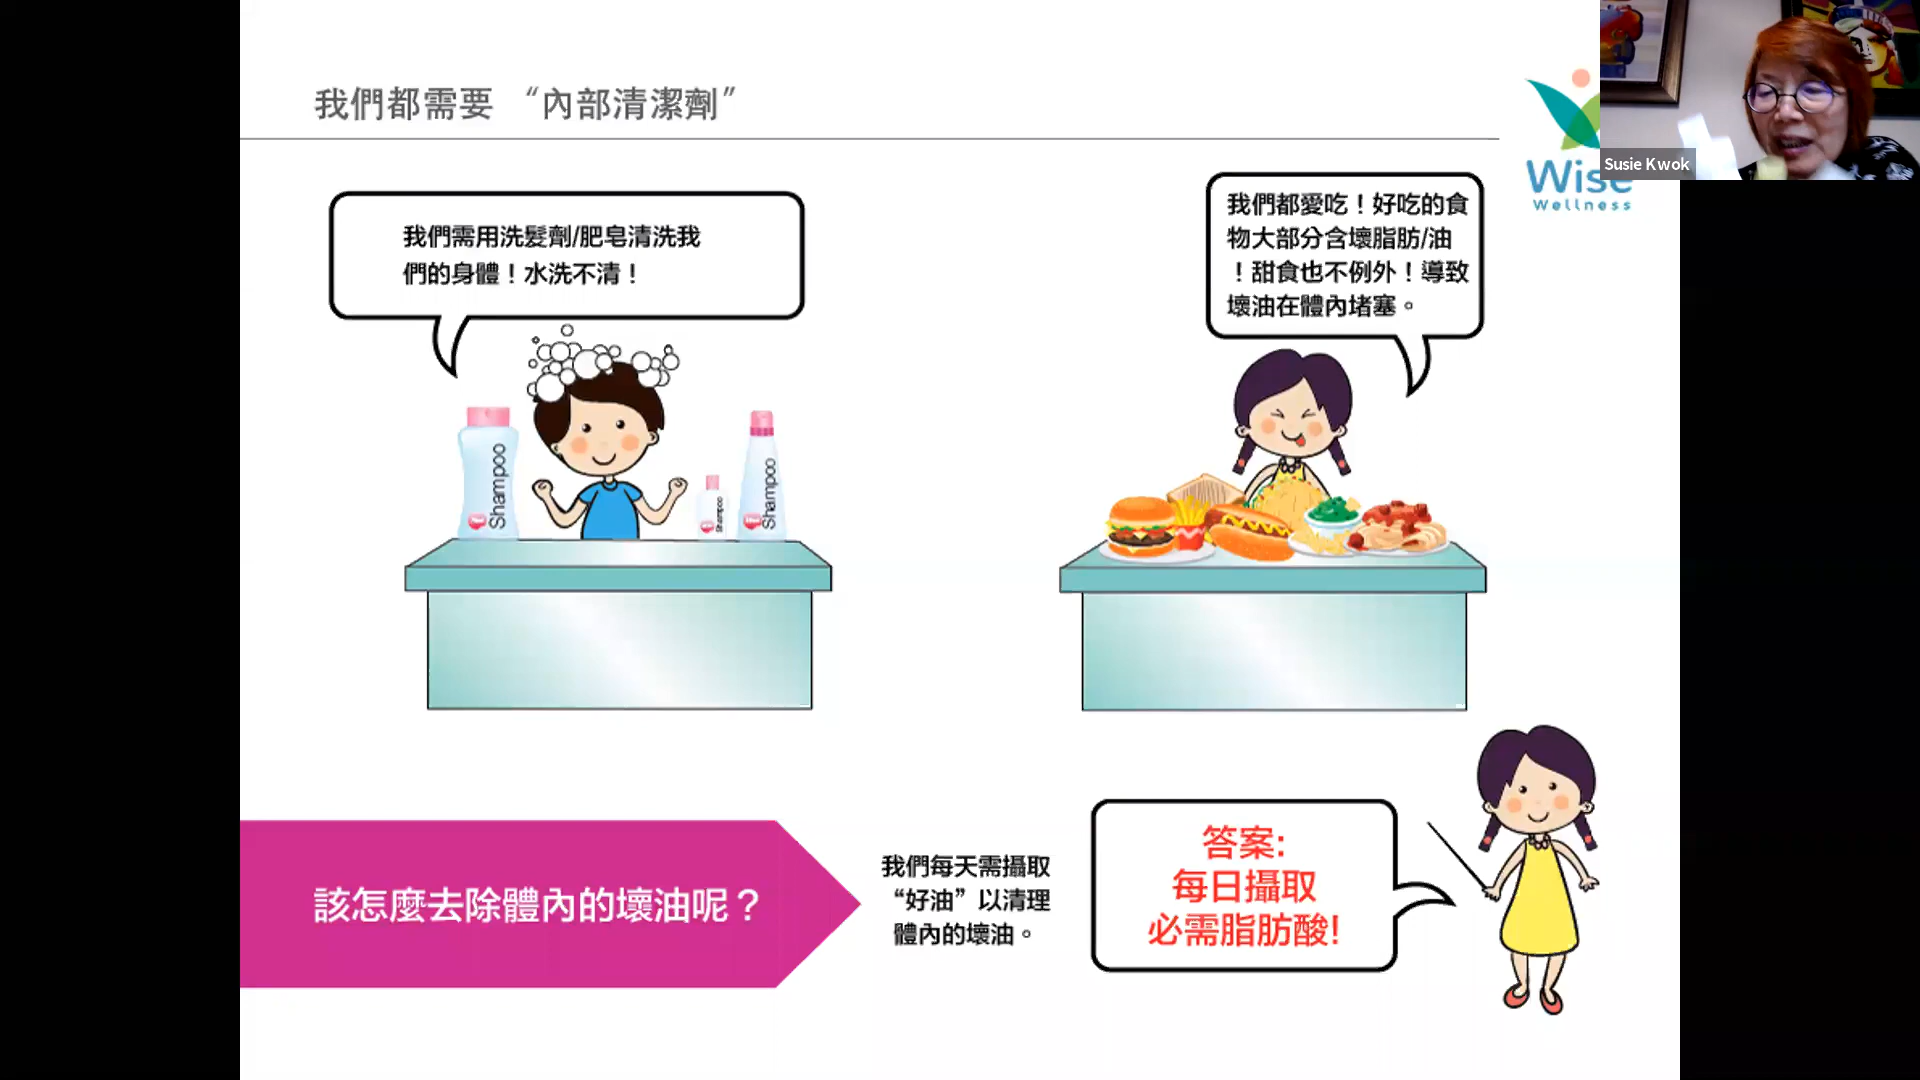 我們都需要 “內部清潔劑”
Susie Kwok
Wise
Wellness
我們需用洗髮劑/肥皂清洗我
們的身體！水洗不清！
我們都愛吃！好吃的食
物大部分含壞脂肪/油
！甜食也不例外！導致
壞油在體內堵塞。
Shampoo
Shampoo
Shampoo
該怎麼去除體內的壞油呢？
我們每天需攝取
“好油”以清理
體內的壞油。
答案:
每日攝取
必需脂肪酸!